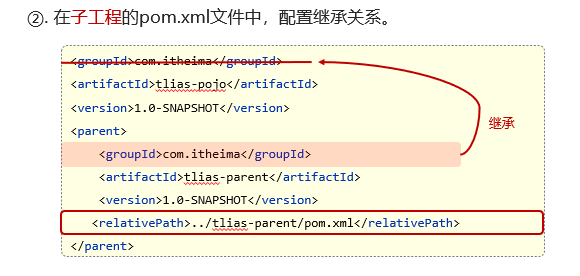 ②. 在子工程的pom.xml文件中，配置继承关系。
<groupId>com.itheima</groupId>
<artifactId>tlias-pojo</artifactId>
<version>1.0-SNAPSHOT</version>
<parent>
<groupId>com.itheima</groupId>
继承
<artifactId>tlias-parent</artifactId>
<version>1.0-SNAPSHOT</version>
<relativePath>../tlias-parent/pom.xml</relativePath>
</parent>